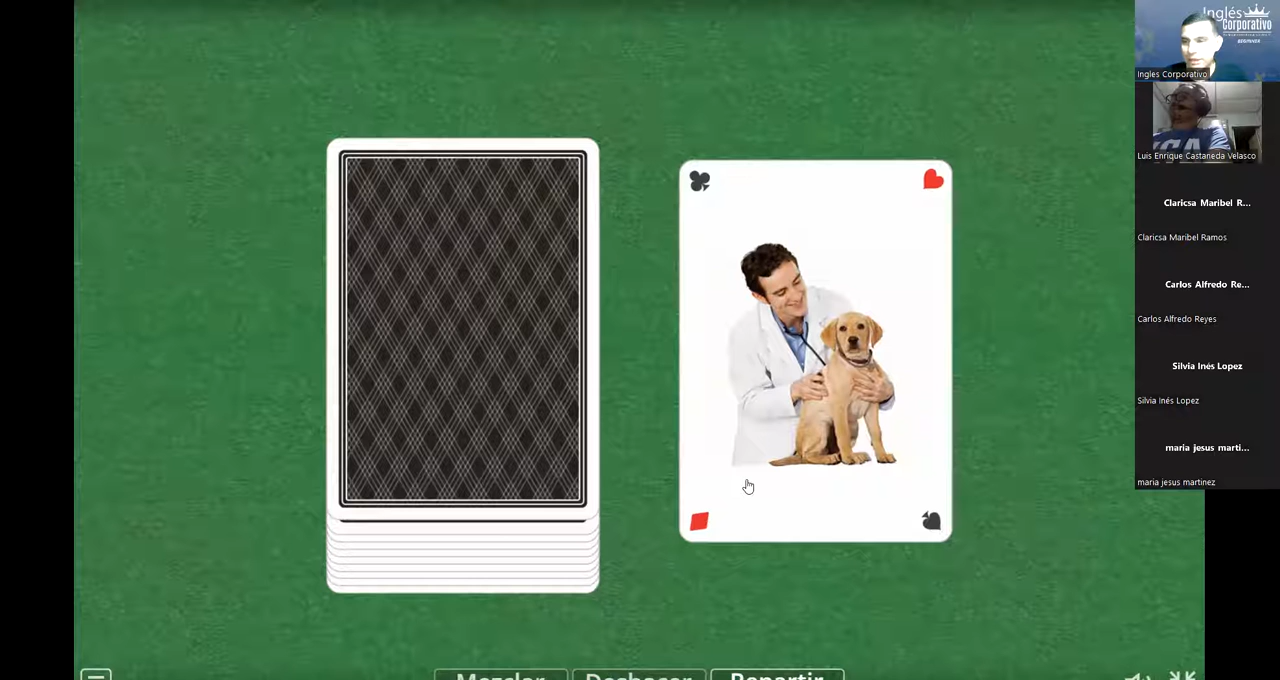 Inglés
Corporativo
BEGINNER
Ingles Corporativo
Luis Enrique Castaneda Velasco
Claricsa Maribel R...
Claricsa Maribel Ramos
Carlos Alfredo Re...
Carlos Alfredo Reyes
Silvia Inés Lopez
Silvia Inés Lopez
maria jesus marti...
maria jesus martinez
Mezclar
Deshacer
Repartir